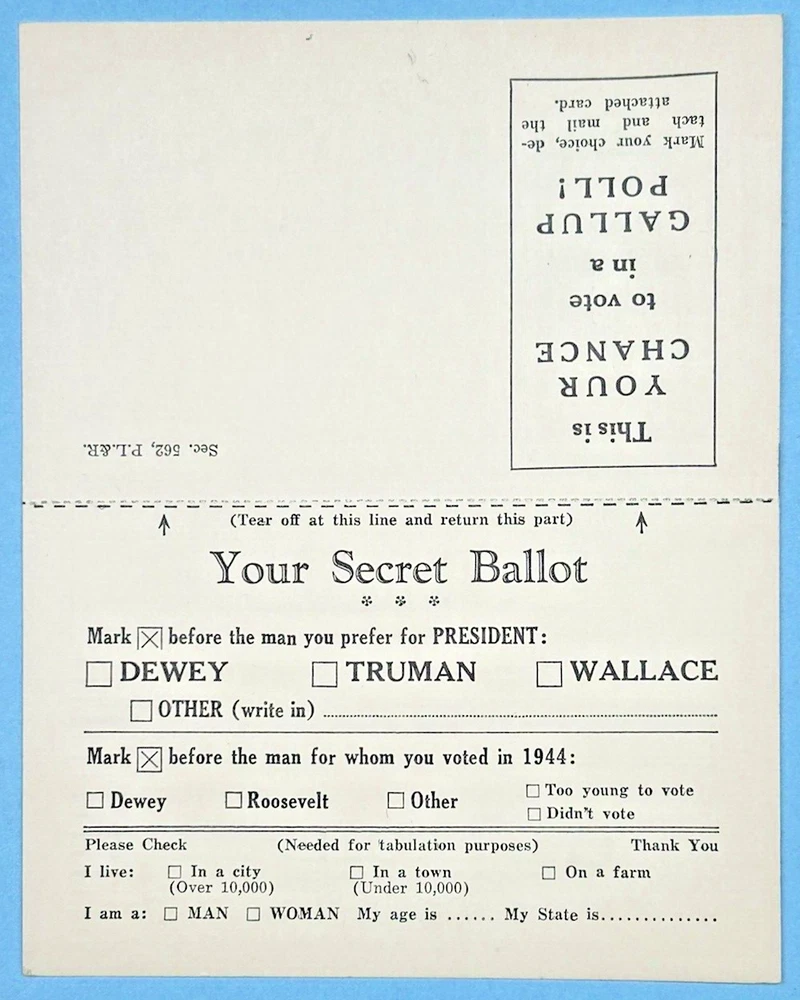 This is
YOUR
CHANCE
to vote
in a
GALLUP
POLL!
Mark your choice, de-
tach and mail the
attached card.
Sec. 562, P.L.&R.
(Tear off at this line and return this part)
Your Secret Ballot
Mark ☒ before the man you prefer for PRESIDENT:
☐ DEWEY ☐ TRUMAN ☐ WALLACE
☐ OTHER (write in) ........................................
Mark ☒ before the man for whom you voted in 1944:
☐ Dewey ☐ Roosevelt ☐ Other ☐ Too young to vote
☐ Didn't vote
Please Check (Needed for tabulation purposes) Thank You
I live: ☐ In a city ☐ In a town ☐ On a farm
(Over 10,000) (Under 10,000)
I am a: ☐ MAN ☐ WOMAN My age is ...... My State is..............